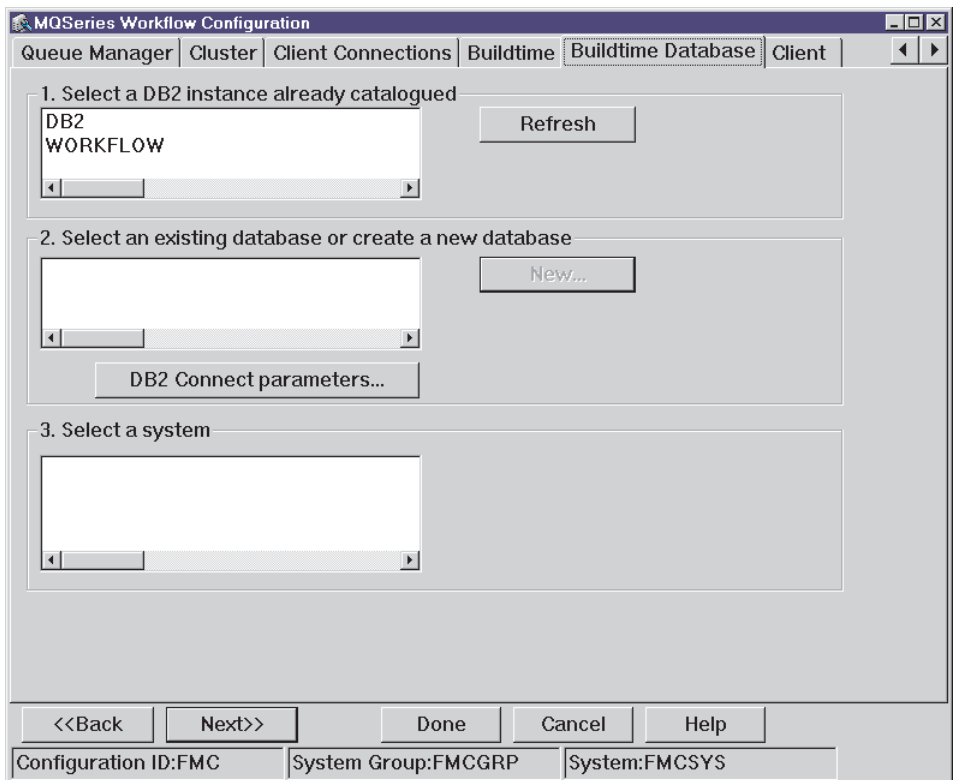 MQSeries Workflow Configuration
Queue Manager Cluster Client Connections Buildtime Buildtime Database Client
1. Select a DB2 instance already catalogued
DB2
WORKFLOW
Refresh
2. Select an existing database or create a new database
New...
DB2 Connect parameters...
3. Select a system
<<Back Next>> Done Cancel Help
Configuration ID:FMC System Group:FMCGRP System:FMCSYS